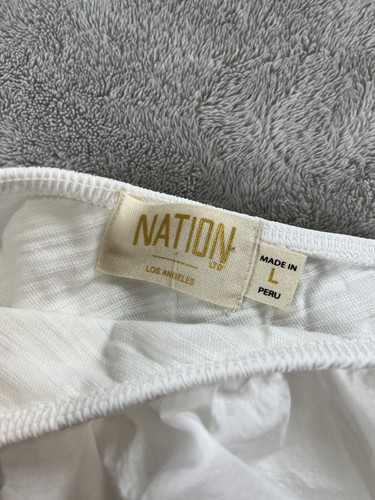 NATION
LTD
LOS ANGELES
MADE IN
L
PERU